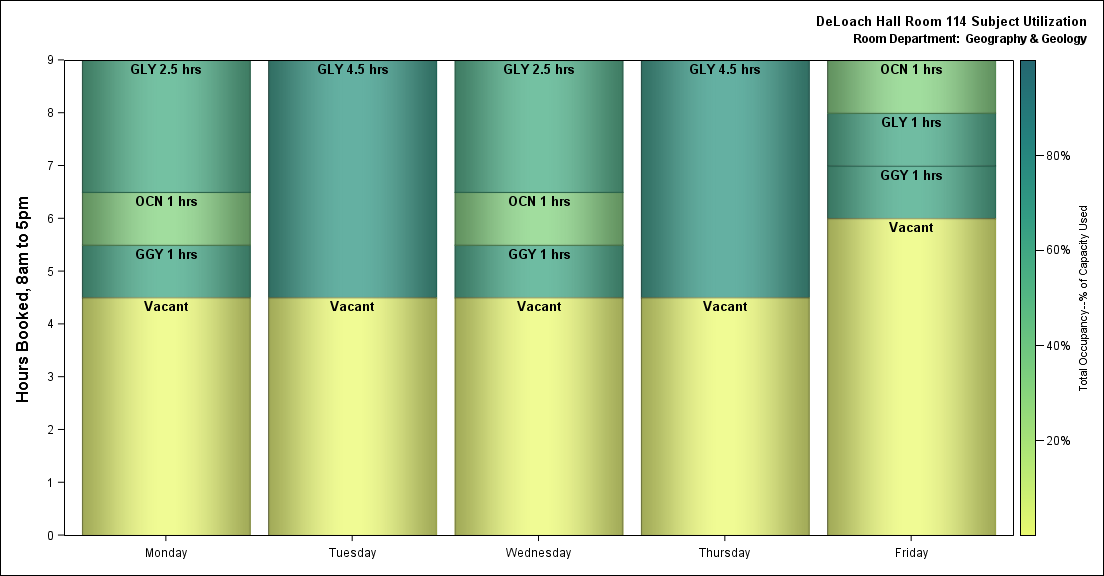 DeLoach Hall Room 114 Subject Utilization
Room Department: Geography & Geology
Hours Booked, 8am to 5pm
9
8
7
6
5
4
3
2
1
0
GLY 2.5 hrs
OCN 1 hrs
GGY 1 hrs
Vacant
GLY 4.5 hrs
Vacant
GLY 2.5 hrs
OCN 1 hrs
GGY 1 hrs
Vacant
GLY 4.5 hrs
Vacant
OCN 1 hrs
GLY 1 hrs
GGY 1 hrs
Vacant
Monday
Tuesday
Wednesday
Thursday
Friday
80%
60%
40%
20%
Total Occupancy--% of Capacity Used